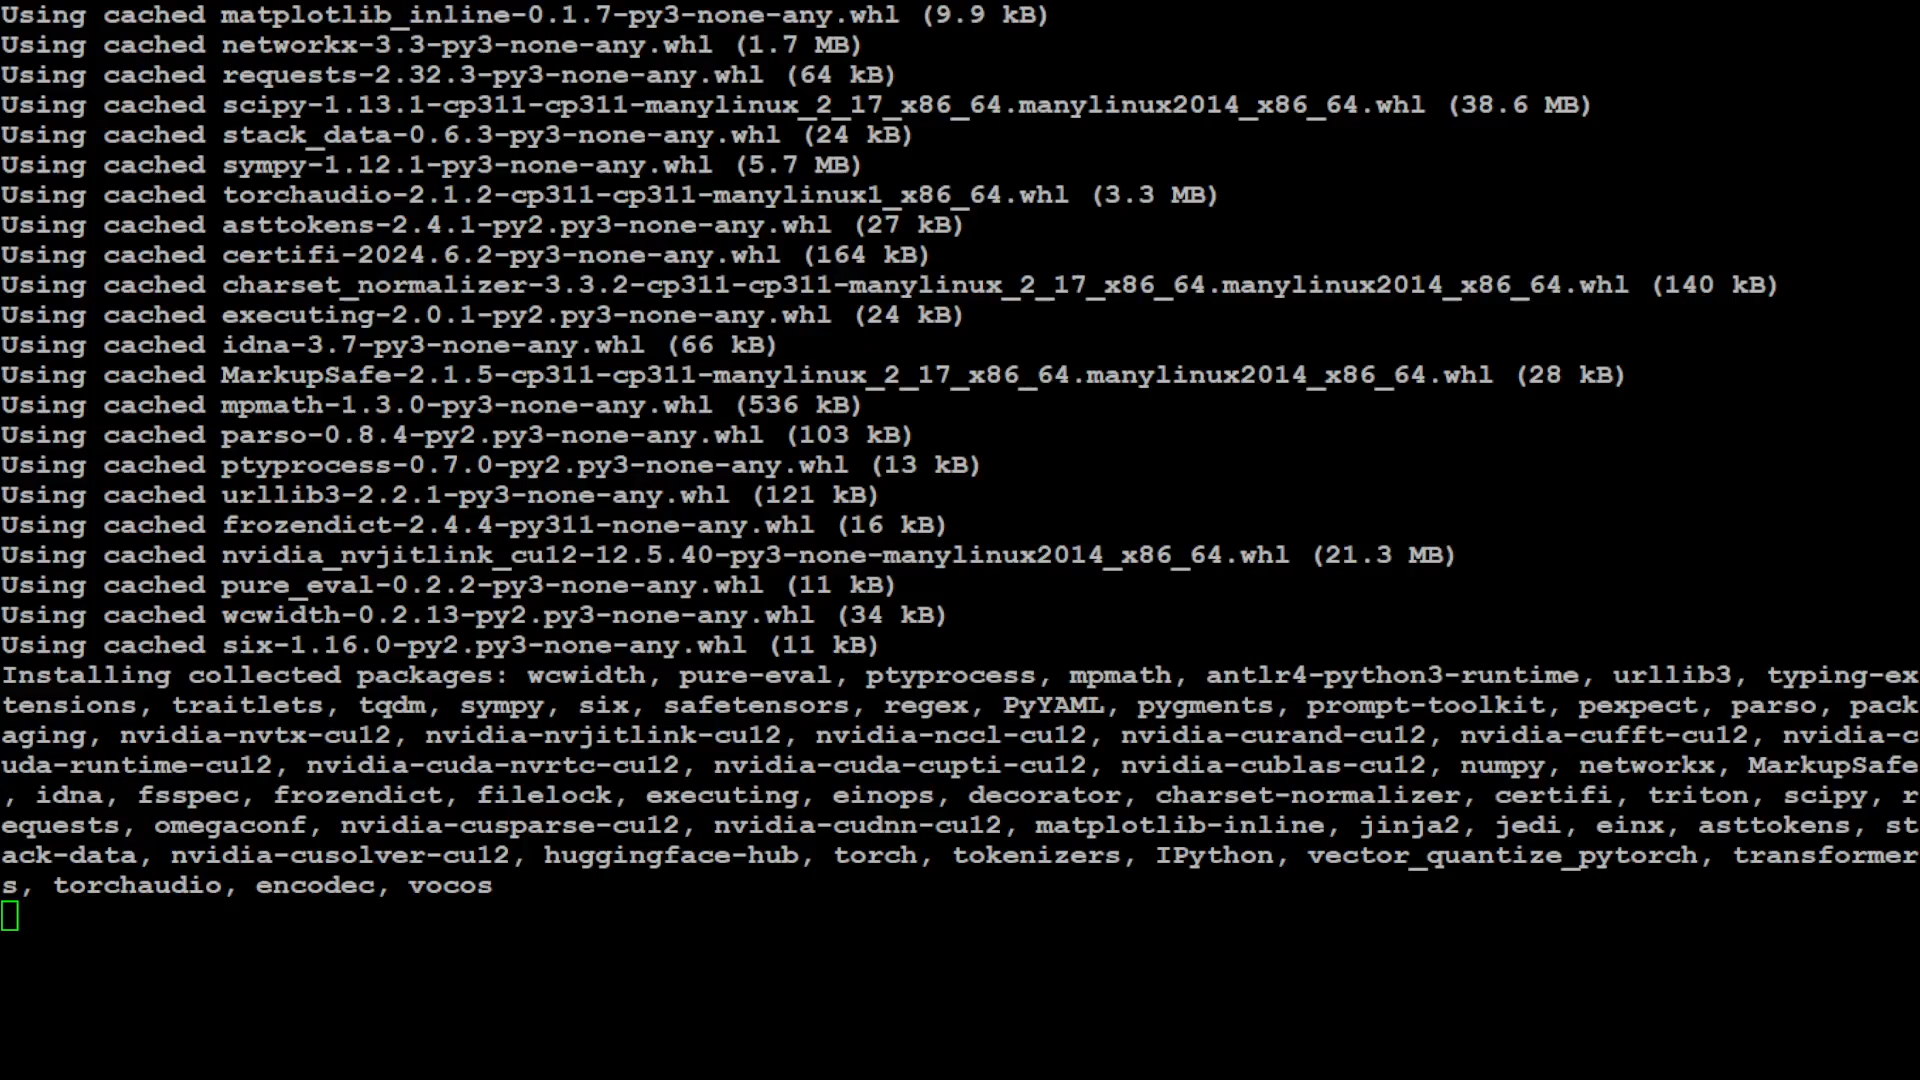 Using cached matplotlib_inline-0.1.7-py3-none-any.whl (9.9 kB)
Using cached networkx-3.3-py3-none-any.whl (1.7 MB)
Using cached requests-2.32.3-py3-none-any.whl (64 kB)
Using cached scipy-1.13.1-cp311-cp311-manylinux_2_17_x86_64.manylinux2014_x86_64.whl (38.6 MB)
Using cached stack_data-0.6.3-py3-none-any.whl (24 kB)
Using cached sympy-1.12.1-py3-none-any.whl (5.7 MB)
Using cached torchaudio-2.1.2-cp311-cp311-manylinux1_x86_64.whl (3.3 MB)
Using cached asttokens-2.4.1-py2.py3-none-any.whl (27 kB)
Using cached certifi-2024.6.2-py3-none-any.whl (164 kB)
Using cached charset_normalizer-3.3.2-cp311-cp311-manylinux_2_17_x86_64.manylinux2014_x86_64.whl (140 kB)
Using cached executing-2.0.1-py2.py3-none-any.whl (24 kB)
Using cached idna-3.7-py3-none-any.whl (66 kB)
Using cached MarkupSafe-2.1.5-cp311-cp311-manylinux_2_17_x86_64.manylinux2014_x86_64.whl (28 kB)
Using cached mpmath-1.3.0-py3-none-any.whl (536 kB)
Using cached parso-0.8.4-py2.py3-none-any.whl (103 kB)
Using cached ptyprocess-0.7.0-py2.py3-none-any.whl (13 kB)
Using cached urllib3-2.2.1-py3-none-any.whl (121 kB)
Using cached frozendict-2.4.4-py311-none-any.whl (16 kB)
Using cached nvidia_nvjitlink_cu12-12.5.40-py3-none-manylinux2014_x86_64.whl (21.3 MB)
Using cached pure_eval-0.2.2-py3-none-any.whl (11 kB)
Using cached wcwidth-0.2.13-py2.py3-none-any.whl (34 kB)
Using cached six-1.16.0-py2.py3-none-any.whl (11 kB)
Installing collected packages: wcwidth, pure-eval, ptyprocess, mpmath, antlr4-python3-runtime, urllib3, typing-ex
tensions, traitlets, tqdm, sympy, six, safetensors, regex, PyYAML, pygments, prompt-toolkit, pexpect, parso, pack
aging, nvidia-nvtx-cu12, nvidia-nvjitlink-cu12, nvidia-nccl-cu12, nvidia-curand-cu12, nvidia-cufft-cu12, nvidia-c
uda-runtime-cu12, nvidia-cuda-nvrtc-cu12, nvidia-cuda-cupti-cu12, nvidia-cublas-cu12, numpy, networkx, MarkupSafe
, idna, fsspec, frozendict, filelock, executing, einops, decorator, charset-normalizer, certifi, triton, scipy, r
equests, omegaconf, nvidia-cusparse-cu12, nvidia-cudnn-cu12, matplotlib-inline, jinja2, jedi, einx, asttokens, st
ack-data, nvidia-cusolver-cu12, huggingface-hub, torch, tokenizers, IPython, vector_quantize_pytorch, transformer
s, torchaudio, encodec, vocos